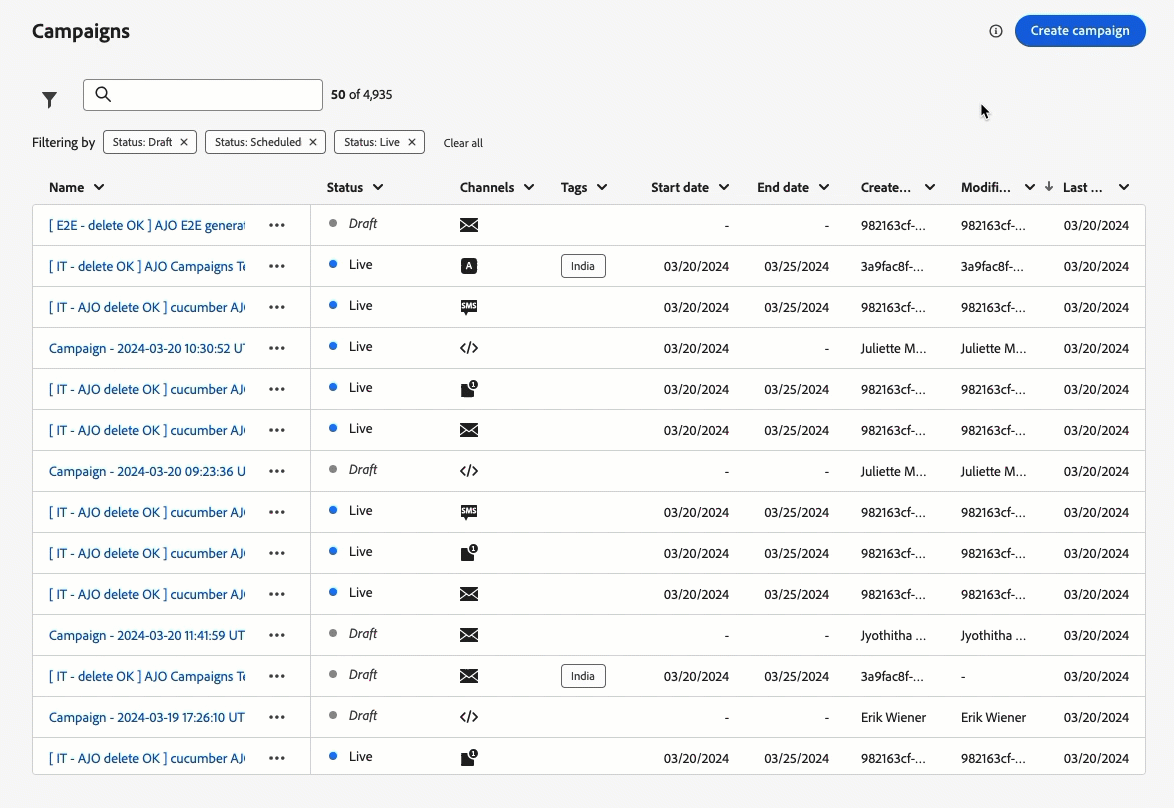 Campaigns
Create campaign
50 of 4,935
Filtering by Status: Draft Status: Scheduled Status: Live Clear all
Name Status Channels Tags Start date End date Create... Modifi... Last ...
[ E2E - delete OK ] AJO E2E generat ••• Draft - - 982163cf-... 982163cf-... 03/20/2024
[ IT - delete OK ] AJO Campaigns Te ••• Live A India 03/20/2024 03/25/2024 3a9fac8f-... 3a9fac8f-... 03/20/2024
[ IT - AJO delete OK ] cucumber AJ ••• Live SMS 03/20/2024 03/25/2024 982163cf-... 982163cf-... 03/20/2024
Campaign - 2024-03-20 10:30:52 UT ••• Live </> 03/20/2024 - Juliette M... Juliette M... 03/20/2024
[ IT - AJO delete OK ] cucumber AJ ••• Live 1 03/20/2024 03/25/2024 982163cf-... 982163cf-... 03/20/2024
[ IT - AJO delete OK ] cucumber AJ ••• Live 03/20/2024 03/25/2024 982163cf-... 982163cf-... 03/20/2024
Campaign - 2024-03-20 09:23:36 U ••• Draft </> - - Juliette M... Juliette M... 03/20/2024
[ IT - AJO delete OK ] cucumber AJ ••• Live SMS 03/20/2024 03/25/2024 982163cf-... 982163cf-... 03/20/2024
[ IT - AJO delete OK ] cucumber AJ ••• Live 1 03/20/2024 03/25/2024 982163cf-... 982163cf-... 03/20/2024
[ IT - AJO delete OK ] cucumber AJ ••• Live 03/20/2024 03/25/2024 982163cf-... 982163cf-... 03/20/2024
Campaign - 2024-03-20 11:41:59 UT ••• Draft - - Jyothitha ... Jyothitha ... 03/20/2024
[ IT - delete OK ] AJO Campaigns Te ••• Draft India 03/20/2024 03/25/2024 3a9fac8f-... - 03/20/2024
Campaign - 2024-03-19 17:26:10 UT ••• Draft </> - - Erik Wiener Erik Wiener 03/20/2024
[ IT - AJO delete OK ] cucumber AJ ••• Live 1 03/20/2024 03/25/2024 982163cf-... 982163cf-... 03/20/2024